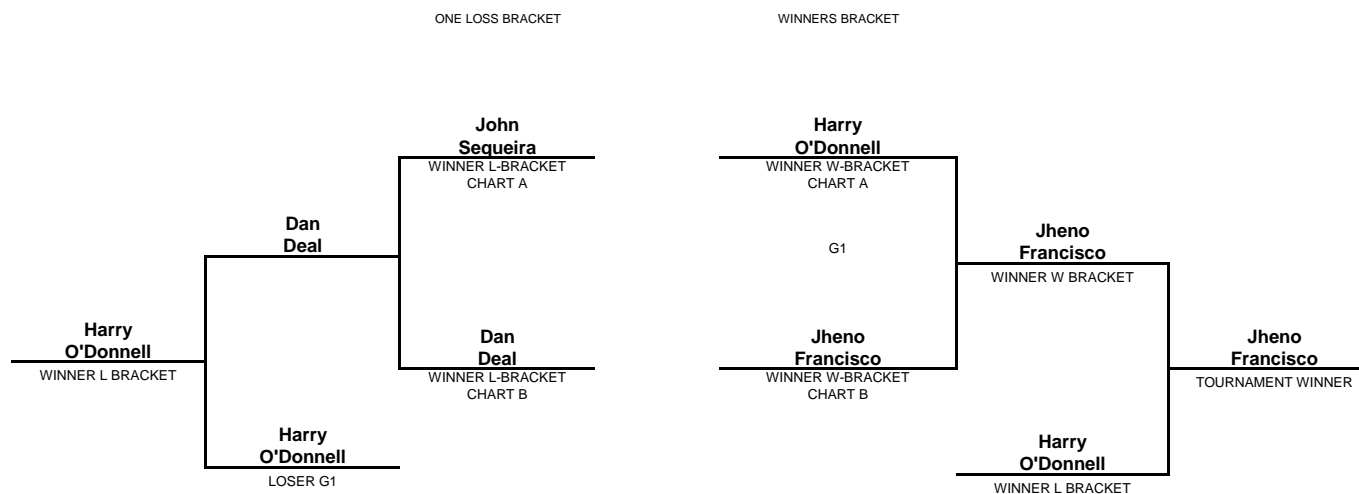 ONE LOSS BRACKET
WINNERS BRACKET
John
Sequeira
WINNER L-BRACKET
CHART A
Harry
O'Donnell
WINNER W-BRACKET
CHART A
Dan
Deal
G1
Jheno
Francisco
WINNER W BRACKET
Harry
O'Donnell
WINNER L BRACKET
Dan
Deal
WINNER L-BRACKET
CHART B
Jheno
Francisco
WINNER W-BRACKET
CHART B
Jheno
Francisco
TOURNAMENT WINNER
Harry
O'Donnell
LOSER G1
Harry
O'Donnell
WINNER L BRACKET